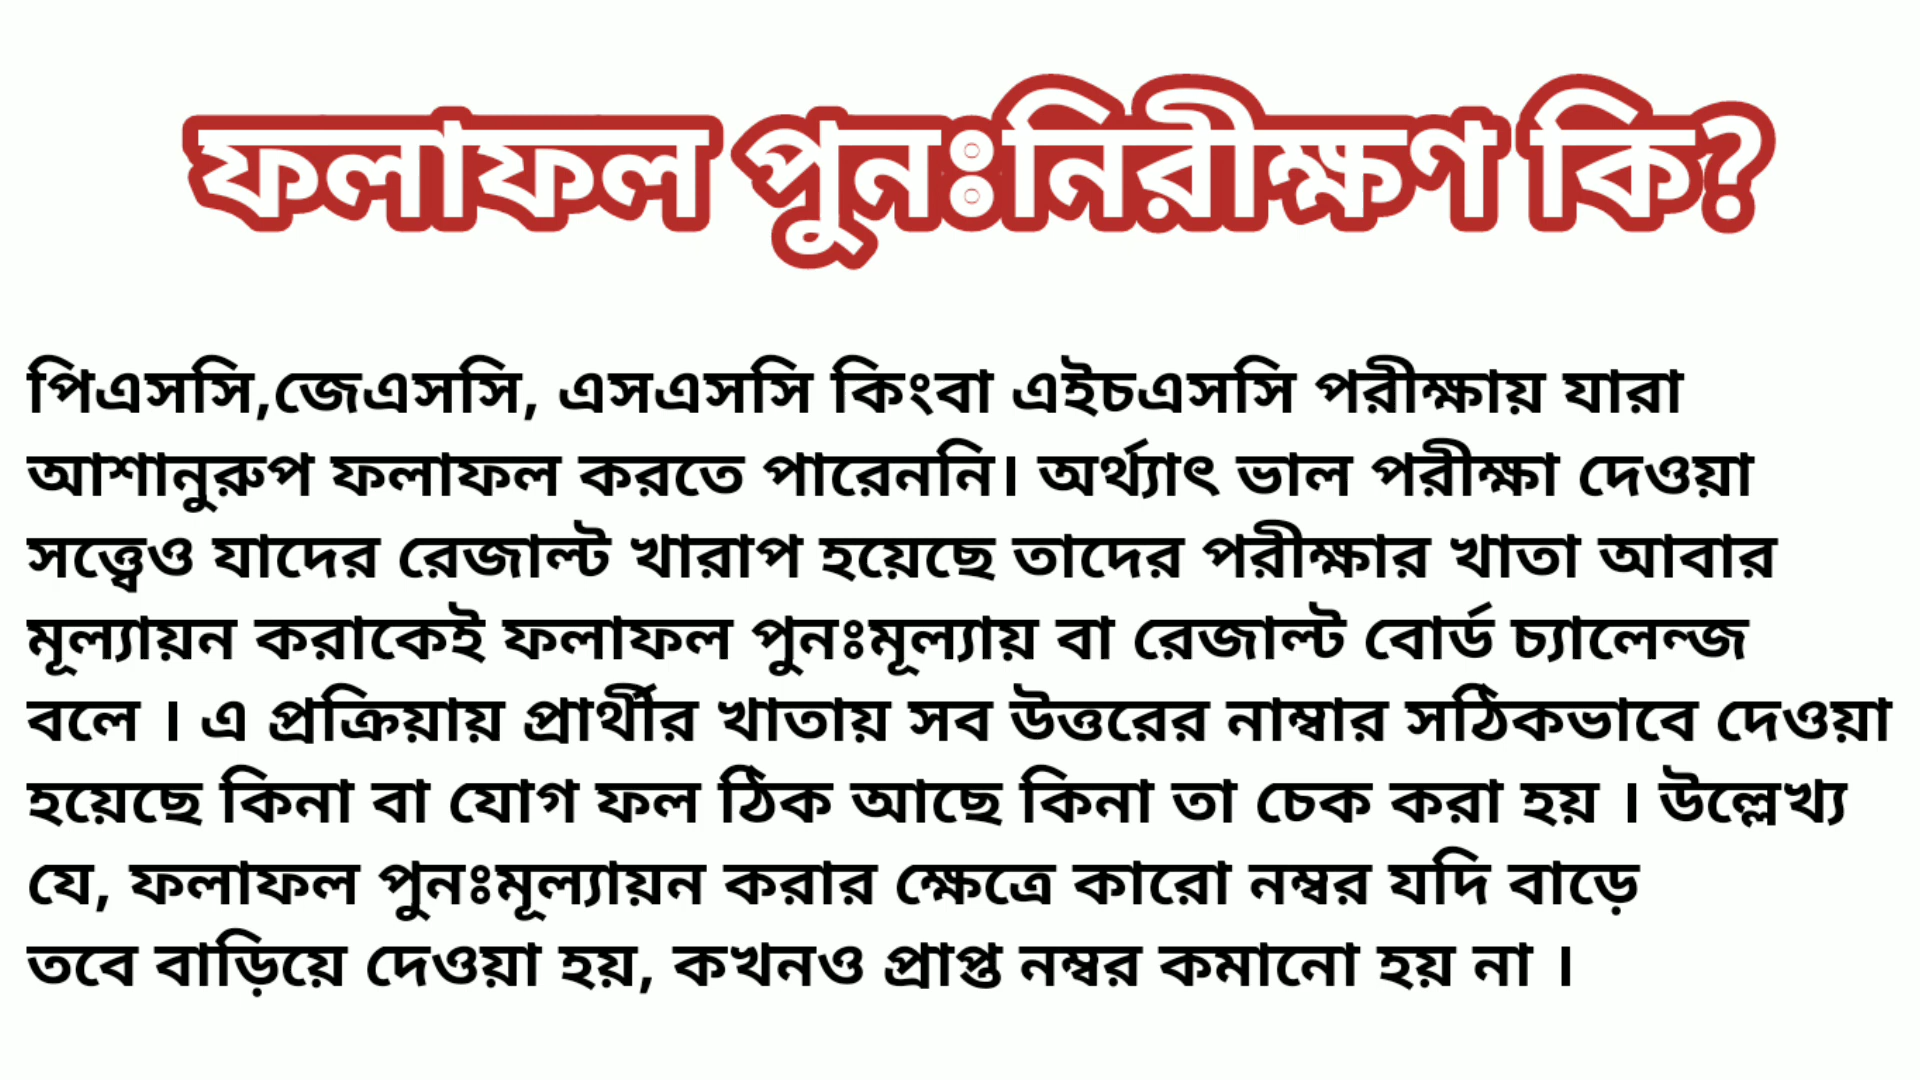 ফলাফল পুনঃনিরীক্ষণ কি?
পিএসসি,জেএসসি, এসএসসি কিংবা এইচএসসি পরীক্ষায় যারা
আশানুরুপ ফলাফল করতে পারেননি। অর্থ্যাৎ ভাল পরীক্ষা দেওয়া
সত্ত্বেও যাদের রেজাল্ট খারাপ হয়েছে তাদের পরীক্ষার খাতা আবার
মূল্যায়ন করাকেই ফলাফল পুনঃমূল্যায় বা রেজাল্ট বোর্ড চ্যালেন্জ
বলে । এ প্রক্রিয়ায় প্রার্থীর খাতায় সব উত্তরের নাম্বার সঠিকভাবে দেওয়া
হয়েছে কিনা বা যোগ ফল ঠিক আছে কিনা তা চেক করা হয় । উল্লেখ্য
যে, ফলাফল পুনঃমূল্যায়ন করার ক্ষেত্রে কারো নম্বর যদি বাড়ে
তবে বাড়িয়ে দেওয়া হয়, কখনও প্রাপ্ত নম্বর কমানো হয় না ।